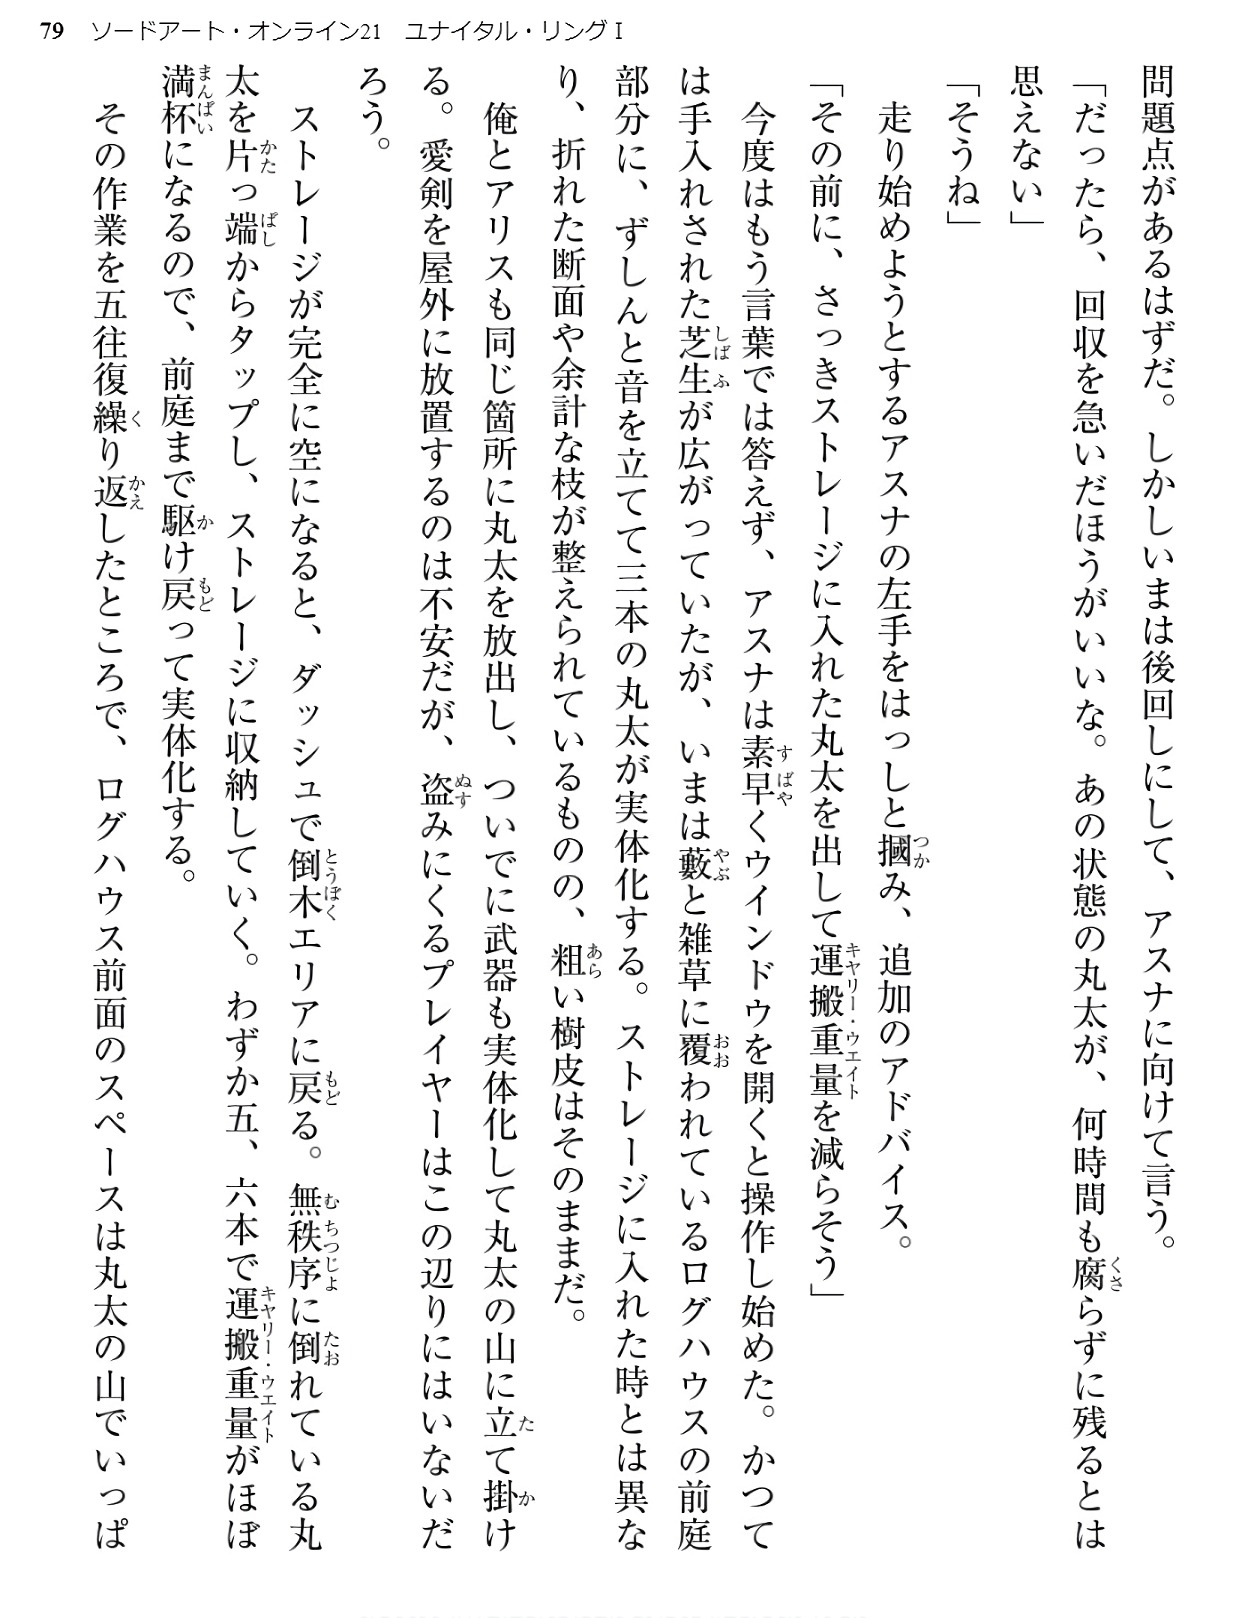 79 ソードアート・オンライン21 ユナイタル・リングⅠ
問題点があるはずだ。しかしいまは後回しにして、アスナに向けて言う。
「だったら、回収を急いだほうがいいな。あの状態の丸太が、何時間も腐らずに残るとは
思えない」
「そうね」
走り始めようとするアスナの左手をはっしと摑み、追加のアドバイス。
「その前に、さっきストレージに入れた丸太を出して運搬重量を減らそう」
今度はもう言葉では答えず、アスナは素早くウインドウを開くと操作し始めた。かつて
は手入れされた芝生が広がっていたが、いまは藪と雑草に覆われているログハウスの前庭
部分に、ずしんと音を立てて三本の丸太が実体化する。ストレージに入れた時とは異な
り、折れた断面や余計な枝が整えられているものの、粗い樹皮はそのままだ。
俺とアリスも同じ箇所に丸太を放出し、ついでに武器も実体化して丸太の山に立て掛け
る。愛剣を屋外に放置するのは不安だが、盗みにくるプレイヤーはこの辺りにはいないだ
ろう。
ストレージが完全に空になると、ダッシュで倒木エリアに戻る。無秩序に倒れている丸
太を片っ端からタップし、ストレージに収納していく。わずか五、六本で運搬重量がほぼ
満杯になるので、前庭まで駆け戻って実体化する。
その作業を五往復繰り返したところで、ログハウス前面のスペースは丸太の山でいっぱ